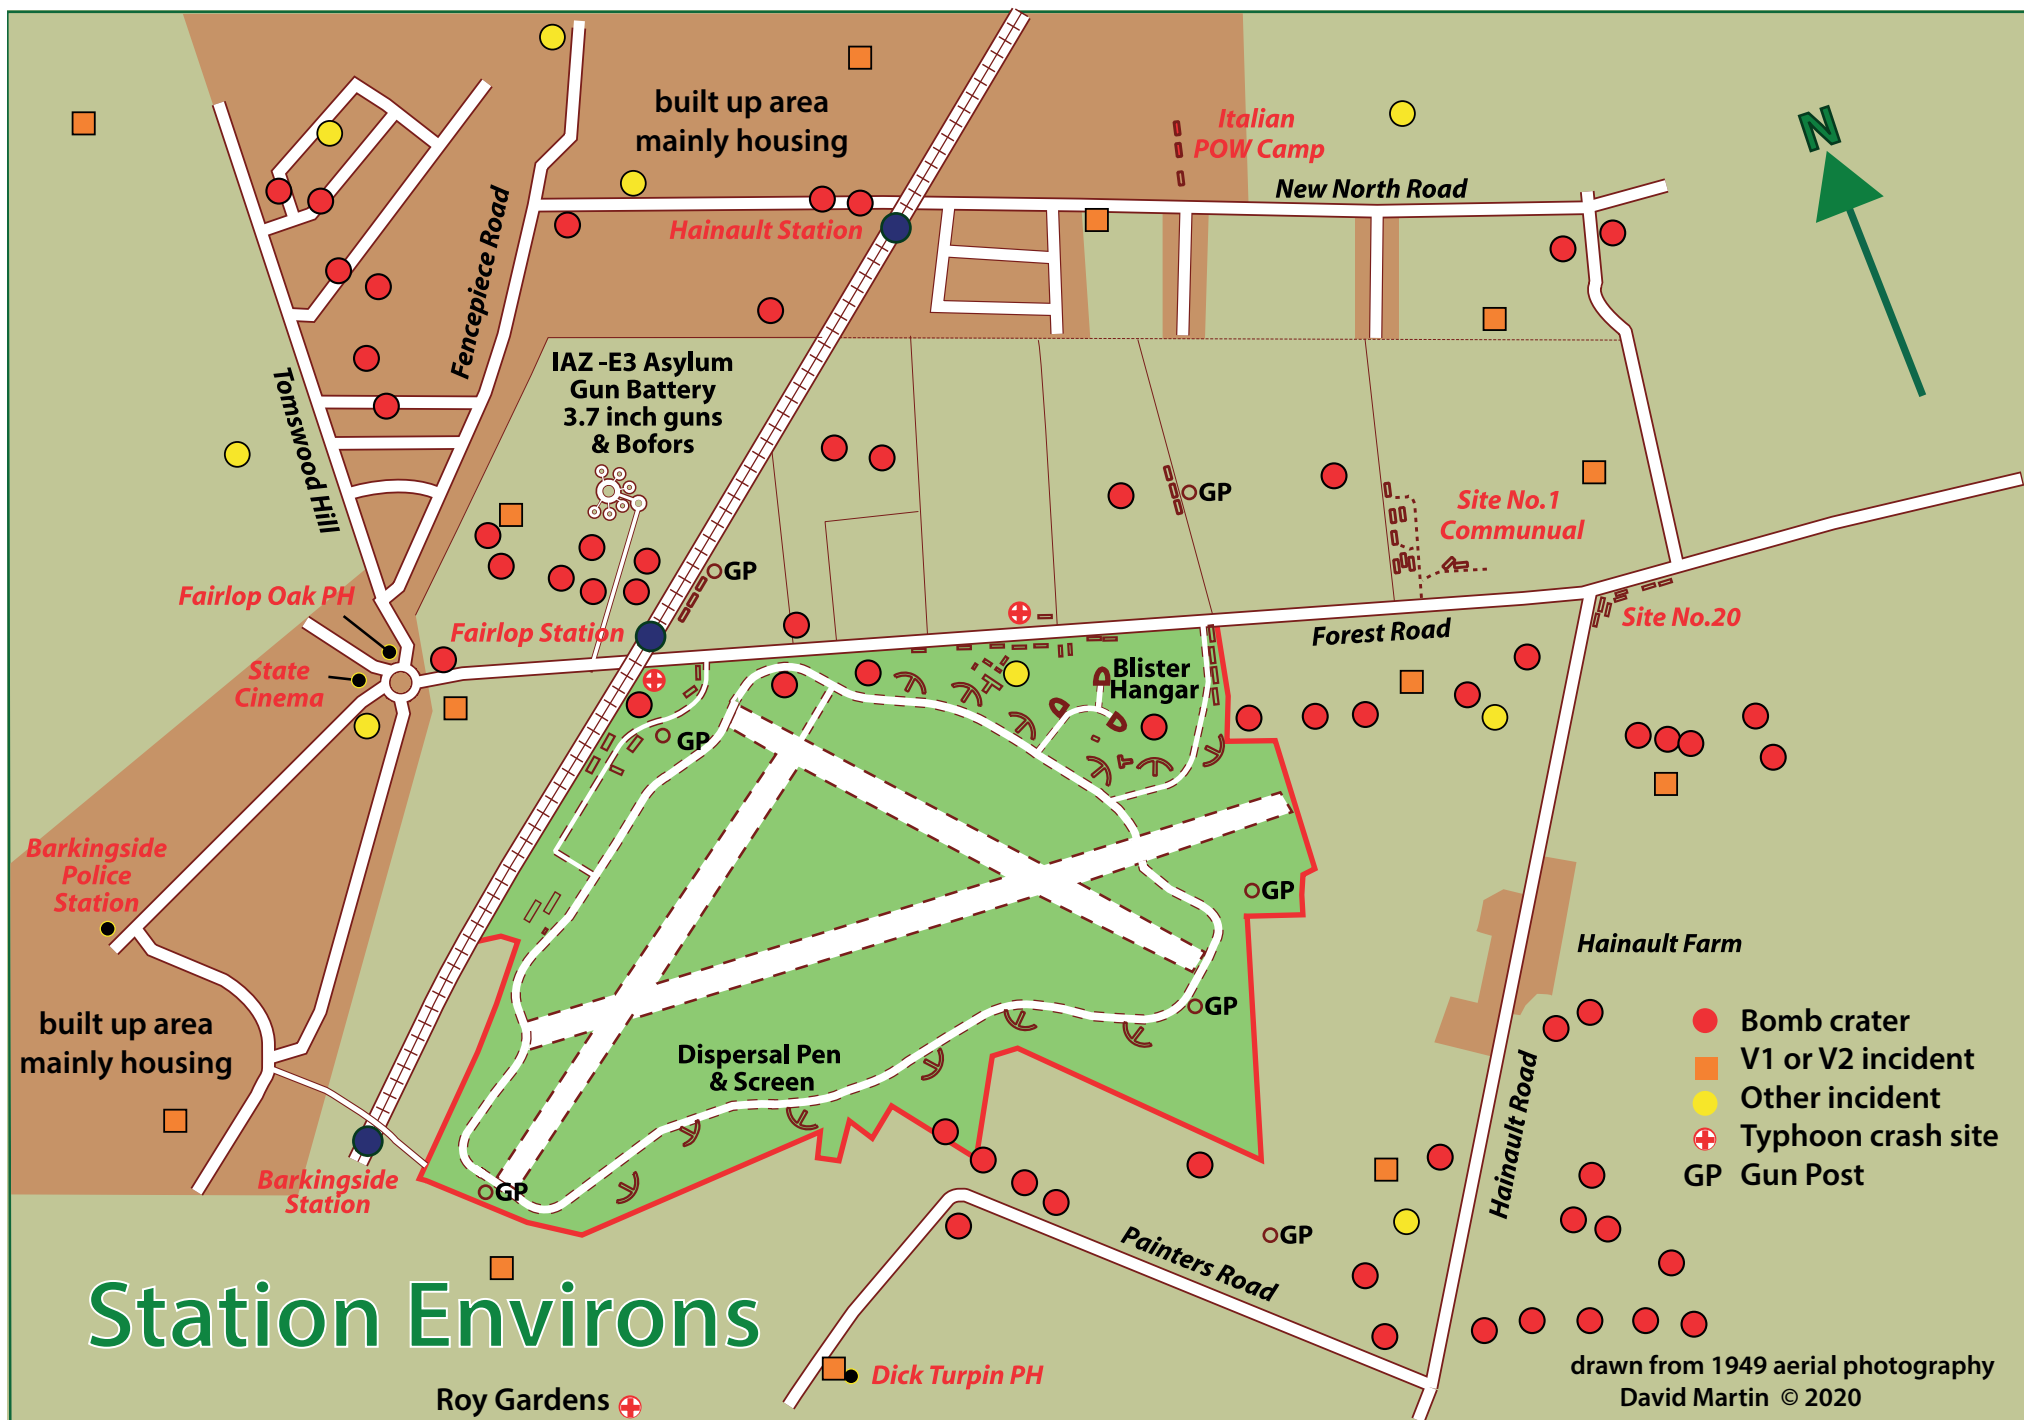 built up area
mainly housing
Italian
POW Camp
N
New North Road
Hainault Station
Fencepiece Road
Tomswood Hill
IAZ -E3 Asylum
Gun Battery
3.7 inch guns
& Bofors
GP
Site No.1
Communual
GP
Fairlop Oak PH
Fairlop Station
Site No.20
Forest Road
State
Cinema
Blister
Hangar
GP
Barkingside
Police
Station
GP
Hainault Farm
GP
built up area
mainly housing
Dispersal Pen
& Screen
Bomb crater
V1 or V2 incident
Other incident
Typhoon crash site
GP Gun Post
Hainault Road
Barkingside
Station
GP
GP
Painters Road
Station Environs
Dick Turpin PH
Roy Gardens
drawn from 1949 aerial photography
David Martin © 2020